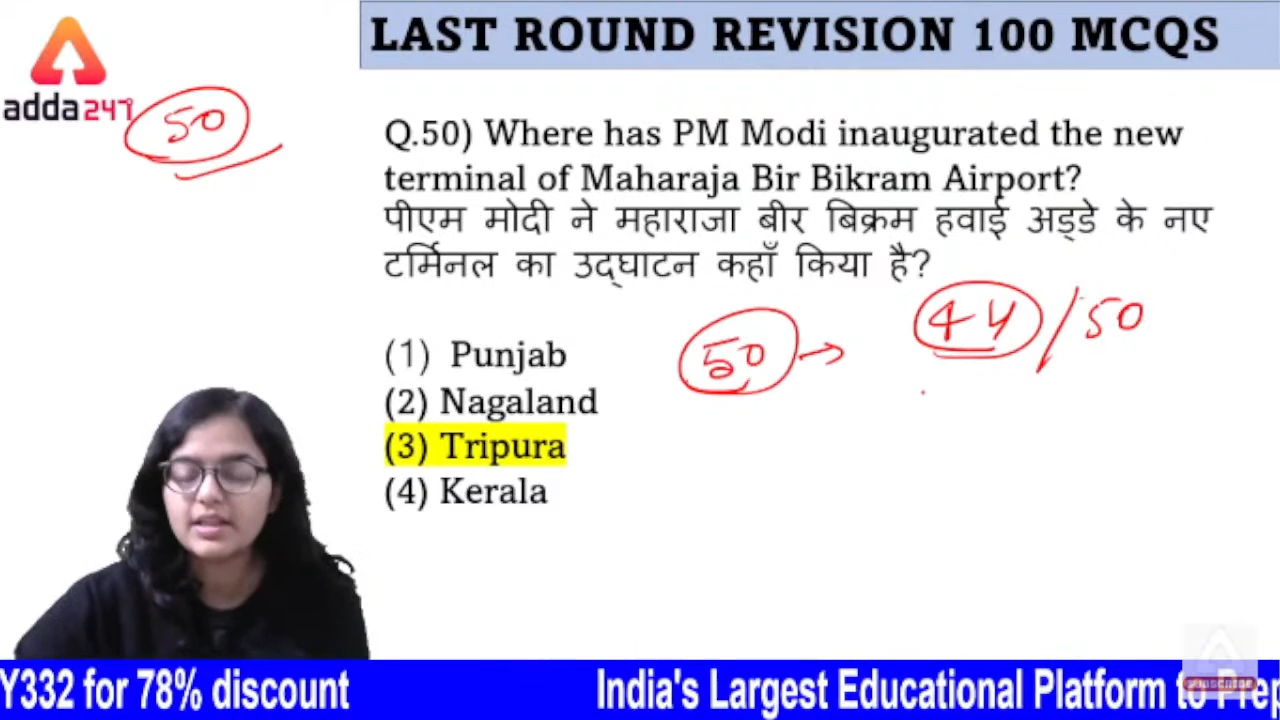 LAST ROUND REVISION 100 MCQS
adda247
50
Q.50) Where has PM Modi inaugurated the new
terminal of Maharaja Bir Bikram Airport?
पीएम मोदी ने महाराजा बीर बिक्रम हवाई अड्डे के नए
टर्मिनल का उद्घाटन कहाँ किया है?
50 → 44/50
(1) Punjab
(2) Nagaland
(3) Tripura
(4) Kerala
SUBSCRIBE
Y332 for 78% discount India's Largest Educational Platform to Prep